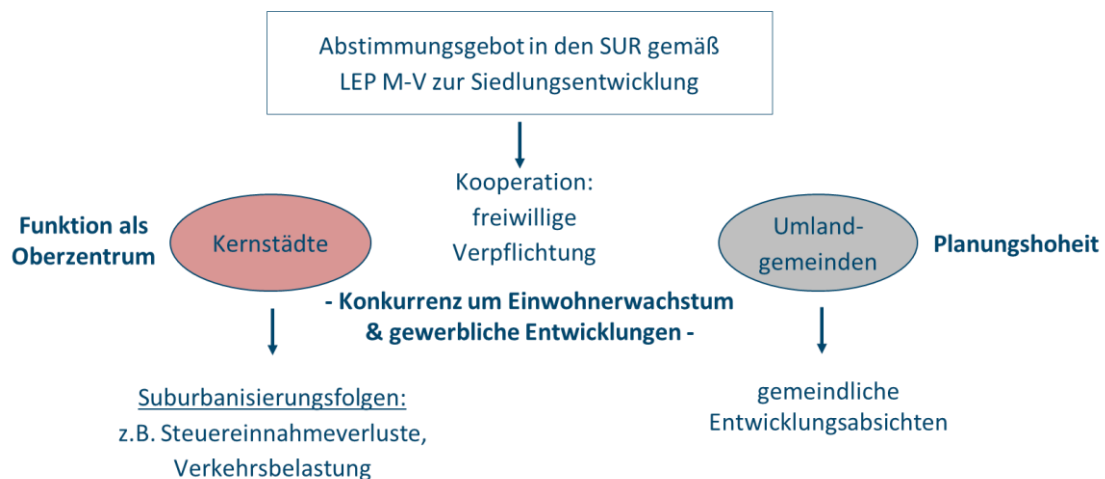 Abstimmungsgebot in den SUR gemäß
LEP M-V zur Siedlungsentwicklung
Kooperation:
freiwillige
Verpflichtung
Funktion als
Oberzentrum
Kernstädte
Umland-
gemeinden
Planungshoheit
- Konkurrenz um Einwohnerwachstum
& gewerbliche Entwicklungen -
Suburbanisierungsfolgen:
z.B. Steuereinnahmeverluste,
Verkehrsbelastung
gemeindliche
Entwicklungsabsichten